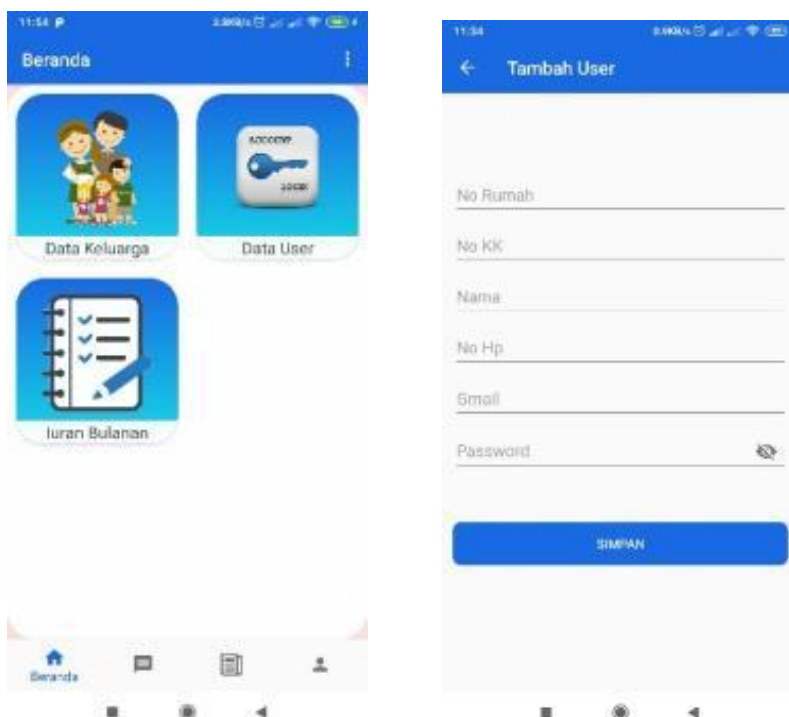 11:54
Beranda
Data Keluarga
Data User
Iuran Bulanan
Beranda
11:54
Tambah User
No Rumah
No KK
Nama
No Hp
Email
Password
SIMPAN